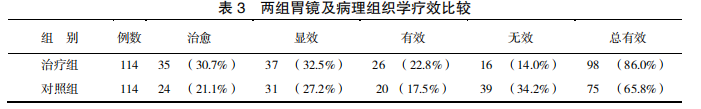 表 3 两组胃镜及病理组织学疗效比较
组 别 例数 治愈 显效 有效 无效 总有效
治疗组 114 35 （30.7%） 37 （32.5%） 26 （22.8%） 16 （14.0%） 98 （86.0%）
对照组 114 24 （21.1%） 31 （27.2%） 20 （17.5%） 39 （34.2%） 75 （65.8%）